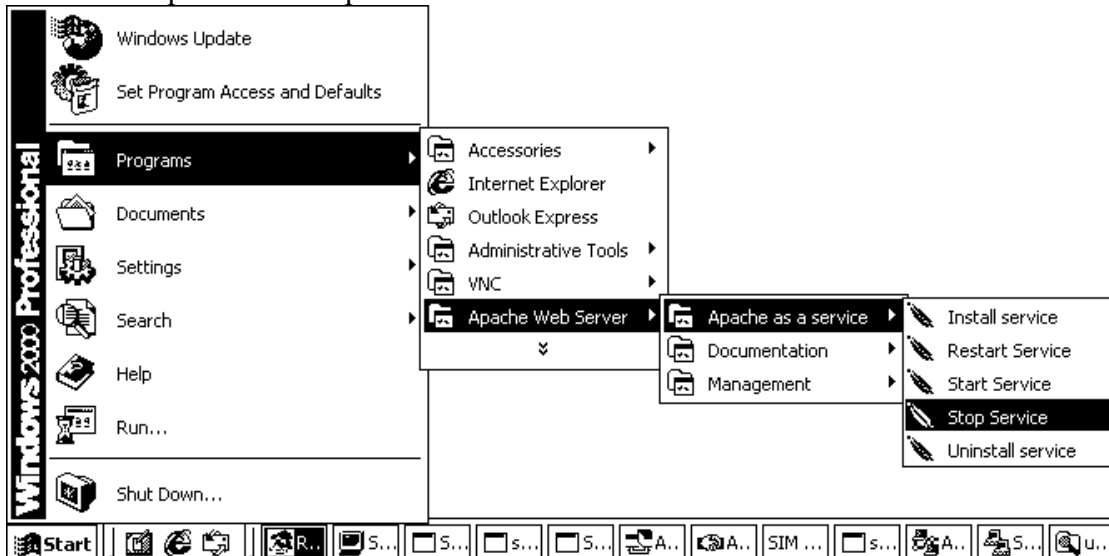 Windows 2000 Professional
Windows Update
Set Program Access and Defaults
Programs
Documents
Settings
Search
Help
Run...
Shut Down...
Accessories
Internet Explorer
Outlook Express
Administrative Tools
VNC
Apache Web Server
Apache as a service
Documentation
Management
Install service
Restart Service
Start Service
Stop Service
Uninstall service
Start R.. S... S... s... S... A.. A.. SIM ... s... A.. S... u..